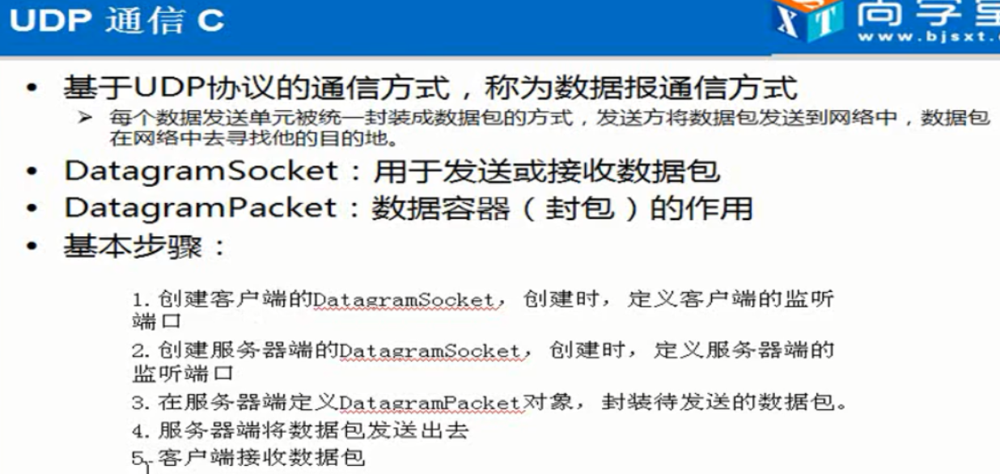 UDP 通信 C
尚学堂
www.bjsxt.
• 基于UDP协议的通信方式，称为数据报通信方式
➢ 每个数据发送单元被统一封装成数据包的方式，发送方将数据包发送到网络中，数据包
在网络中去寻找他的目的地。
• DatagramSocket：用于发送或接收数据包
• DatagramPacket：数据容器（封包）的作用
• 基本步骤：
1. 创建客户端的DatagramSocket，创建时，定义客户端的监听
端口
2. 创建服务器端的DatagramSocket，创建时，定义服务器端的
监听端口
3. 在服务器端定义DatagramPacket对象，封装待发送的数据包。
4. 服务器端将数据包发送出去
5. 客户端接收数据包